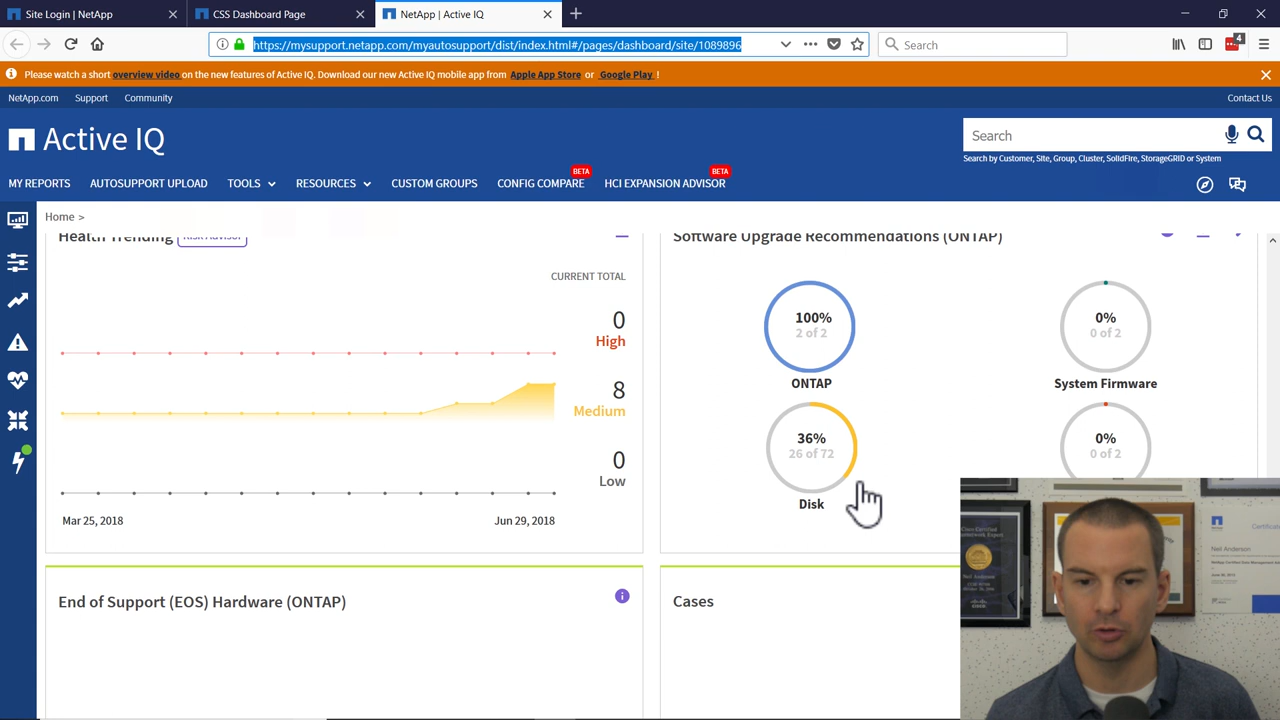 Site Login | NetApp
CSS Dashboard Page
NetApp | Active IQ
https://mysupport.netapp.com/myautosupport/dist/index.html#/pages/dashboard/site/1089896
Search
4
Please watch a short overview video on the new features of Active IQ. Download our new Active IQ mobile app from Apple App Store or Google Play !
NetApp.com Support Community Contact Us
Active IQ
Search
Search by Customer, Site, Group, Cluster, SolidFire, StorageGRID or System
BETA BETA
MY REPORTS AUTOSUPPORT UPLOAD TOOLS RESOURCES CUSTOM GROUPS CONFIG COMPARE HCI EXPANSION ADVISOR
Home >
Health Trending Risk Advisor
CURRENT TOTAL
0
High
8
Medium
0
Low
Mar 25, 2018 Jun 29, 2018
Software Upgrade Recommendations (ONTAP)
100%
2 of 2
ONTAP
0%
0 of 2
System Firmware
36%
26 of 72
Disk
0%
0 of 2
End of Support (EOS) Hardware (ONTAP)
Cases
NetApp
Neil Anderson